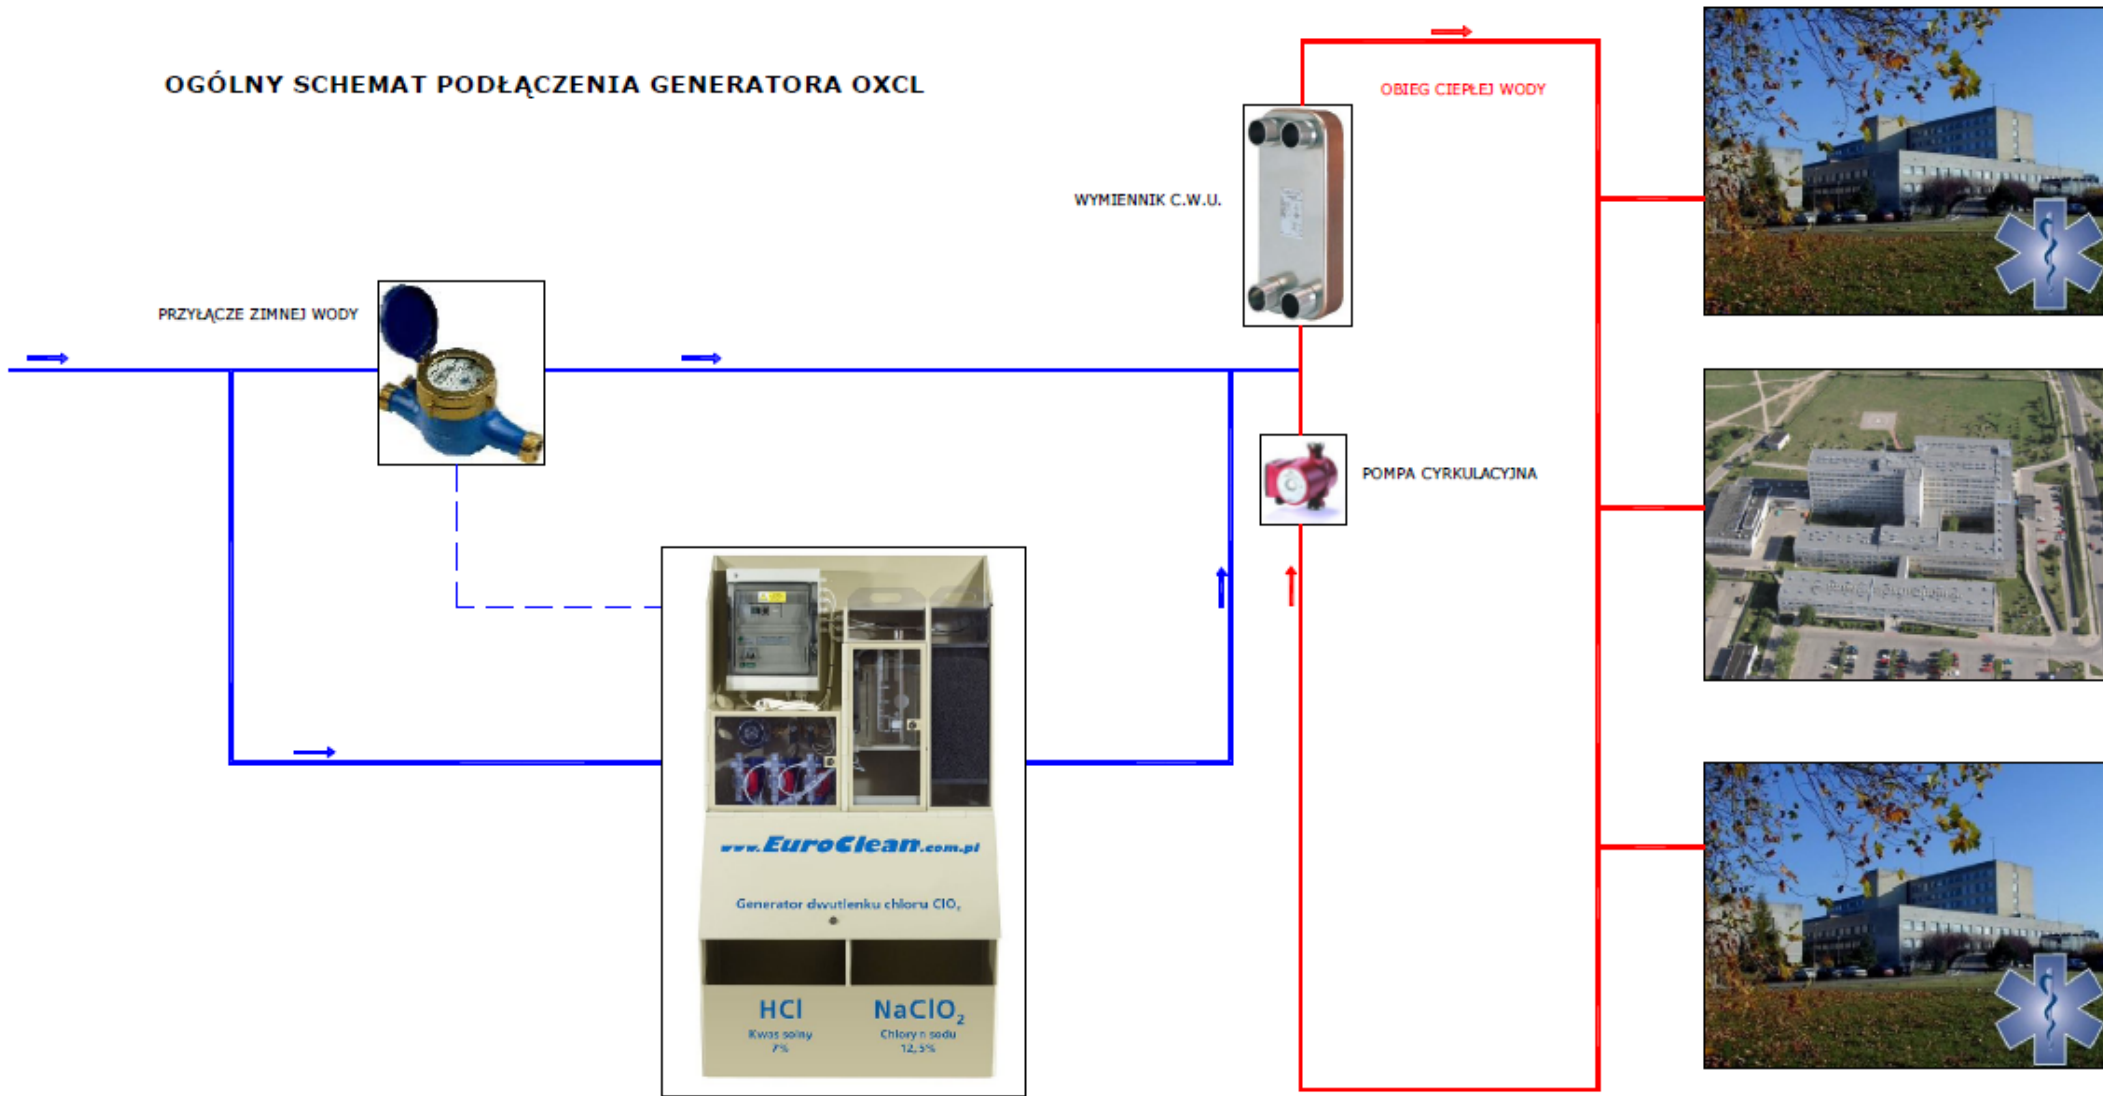 OGÓLNY SCHEMAT PODŁĄCZENIA GENERATORA OXCL
OBIEG CIEPŁEJ WODY
WYMIENNIK C.W.U.
PRZYŁĄCZE ZIMNEJ WODY
POMPA CYRKULACYJNA
www.EuroClean.com.pl
Generator dwutlenku chloru ClO₂
HCl
Kwas solny
7%
NaClO₂
Chloryn sodu
12,5%